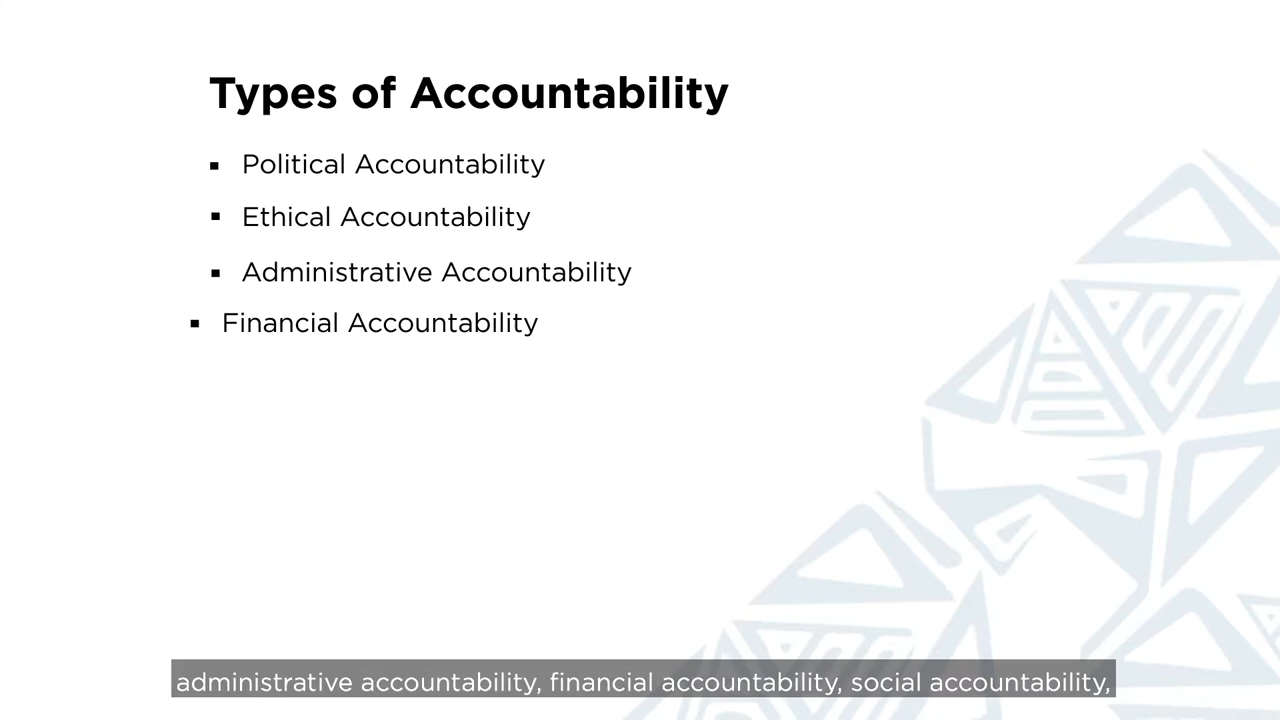 Types of Accountability
▪ Political Accountability
▪ Ethical Accountability
▪ Administrative Accountability
▪ Financial Accountability
administrative accountability, financial accountability, social accountability,